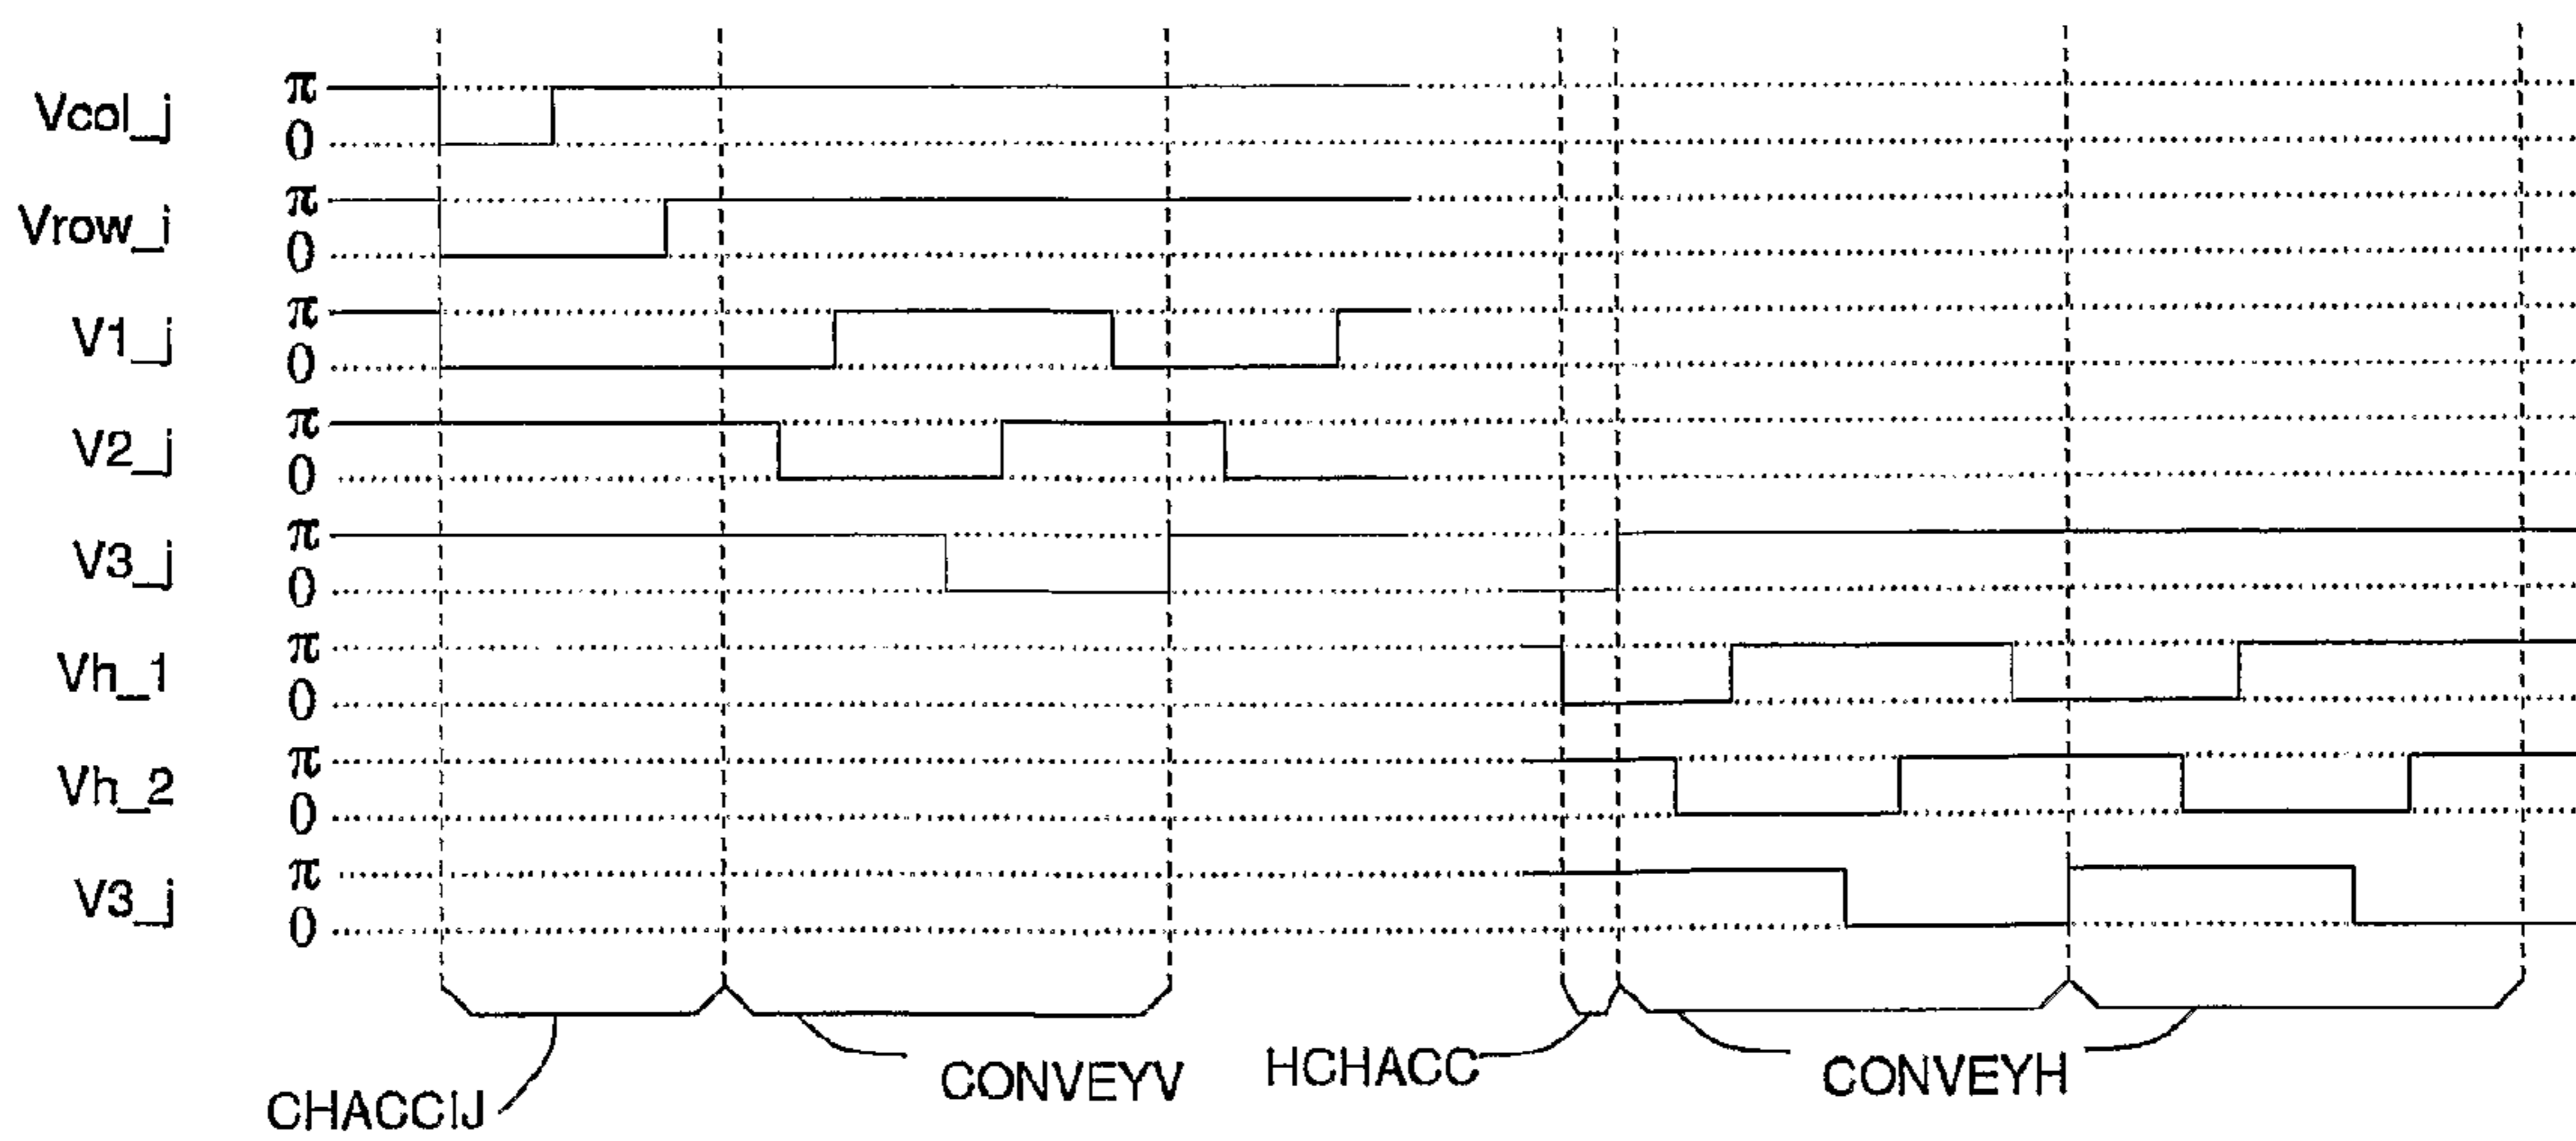 Vcol_j
π
0
Vrow_i
π
0
V1_j
π
0
V2_j
π
0
V3_j
π
0
Vh_1
π
0
Vh_2
π
0
V3_j
π
0
CHACCIJ
CONVEYV
HCHACC
CONVEYH